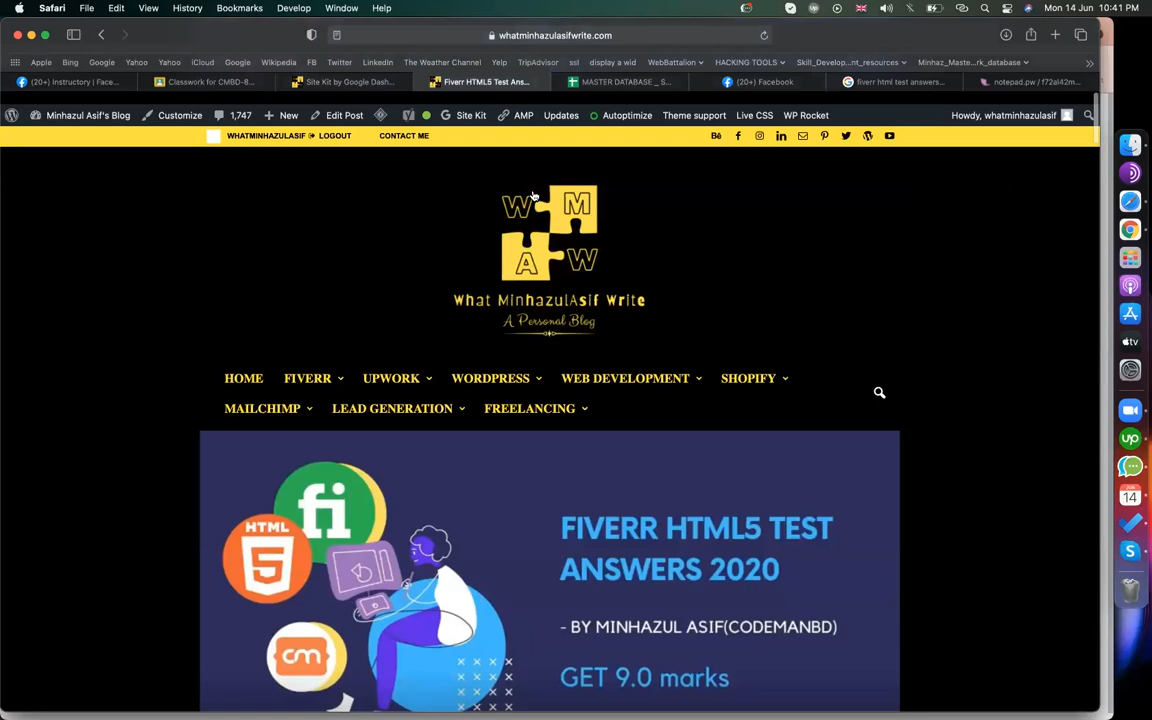 Safari File Edit View History Bookmarks Develop Window Help Mon 14 Jun 10:41 PM
whatminhazulasifwrite.com
Apple Bing Google Yahoo Yahoo iCloud Google Wikipedia FB Twitter LinkedIn The Weather Channel Yelp TripAdvisor ssl display a wid WebBattalion HACKING TOOLS Skill_Develop...nt_resources Minhaz_Maste...rk_database
(20+) Instructory | Face... Classwork for CMBD-8... Site Kit by Google Dash... Fiverr HTML5 Test Ans... MASTER DATABASE _ S... (20+) Facebook fiverr html test answers... notepad.pw / f72al42m...
Minhazul Asif's Blog Customize 1,747 New Edit Post Site Kit AMP Updates Autoptimize Theme support Live CSS WP Rocket Howdy, whatminhazulasif
WHATMINHAZULASIF LOGOUT CONTACT ME Bē
W M
A W
What MinhazulAsif Write
A Personal Blog
HOME FIVERR UPWORK WORDPRESS WEB DEVELOPMENT SHOPIFY
MAILCHIMP LEAD GENERATION FREELANCING
fi
HTML
5
FIVERR HTML5 TEST
ANSWERS 2020
- BY MINHAZUL ASIF(CODEMANBD)
cm
GET 9.0 marks
up
tv
JUN
14